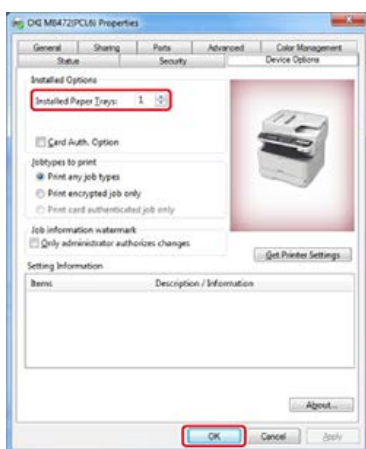 OKI MB472(PCL6) Properties
General Sharing Ports Advanced Color Management
Status Security Device Options
Installed Options
Installed Paper Trays: 1
Card Auth. Option
Jobtypes to print
Print any job types
Print encrypted job only
Print card authenticated job only
Job information watermark
Only administrator authorizes changes
Get Printer Settings
Setting Information
Items Description / Information
About...
OK Cancel Apply